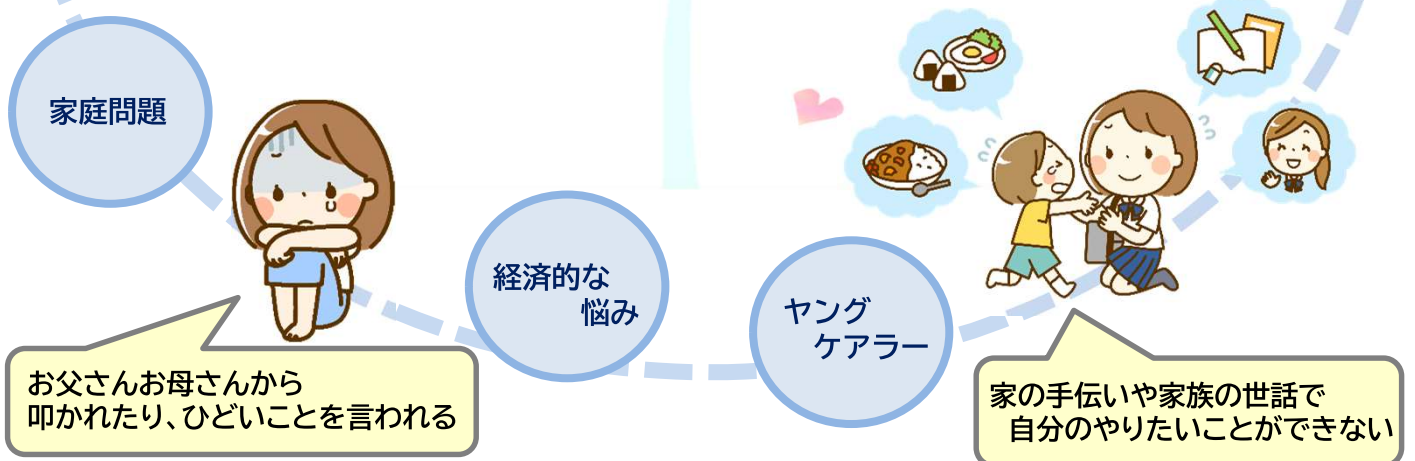 家庭問題
経済的な
悩み
ヤング
ケアラー
お父さんお母さんから
叩かれたり、ひどいことを言われる
家の手伝いや家族の世話で
自分のやりたいことができない